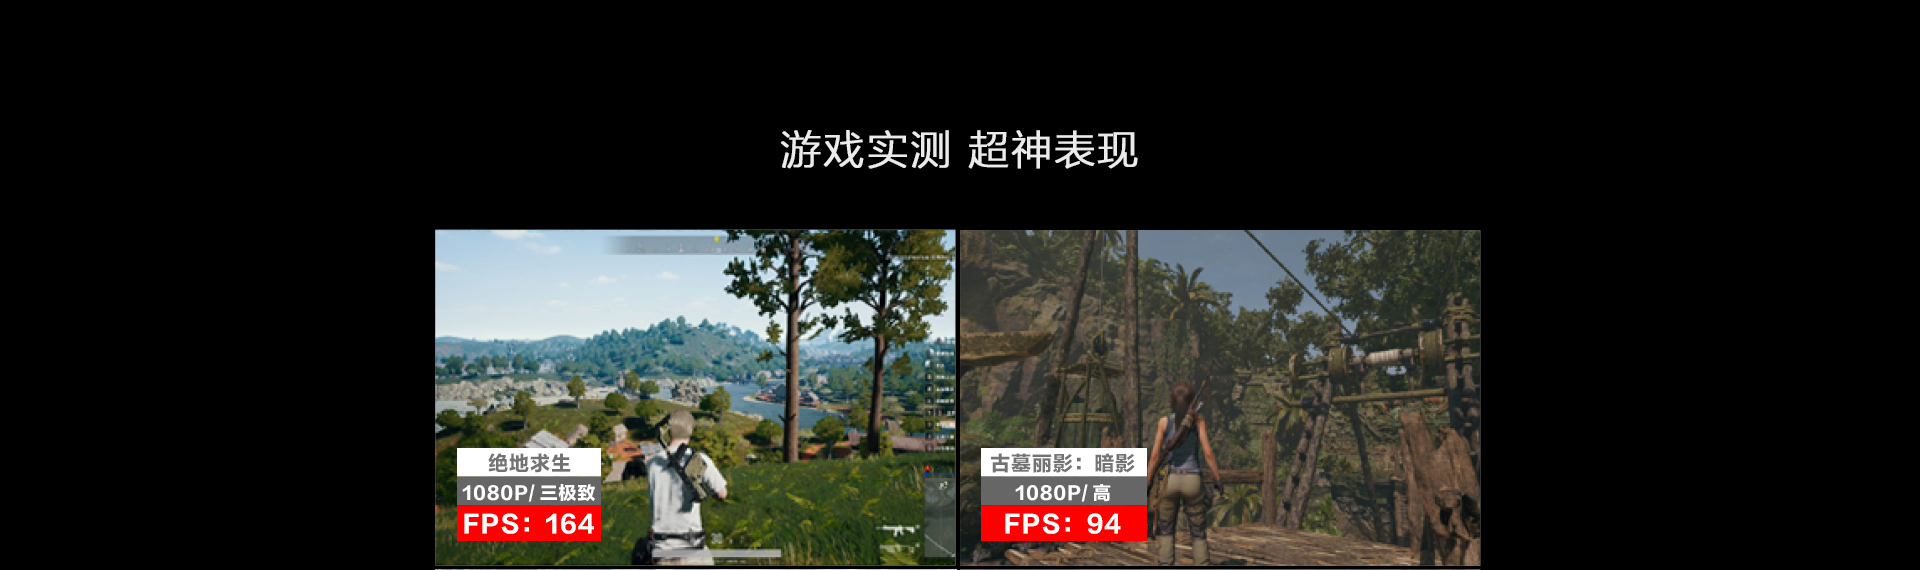 游戏实测 超神表现
绝地求生
1080P/三极致
FPS：164
古墓丽影：暗影
1080P/高
FPS：94